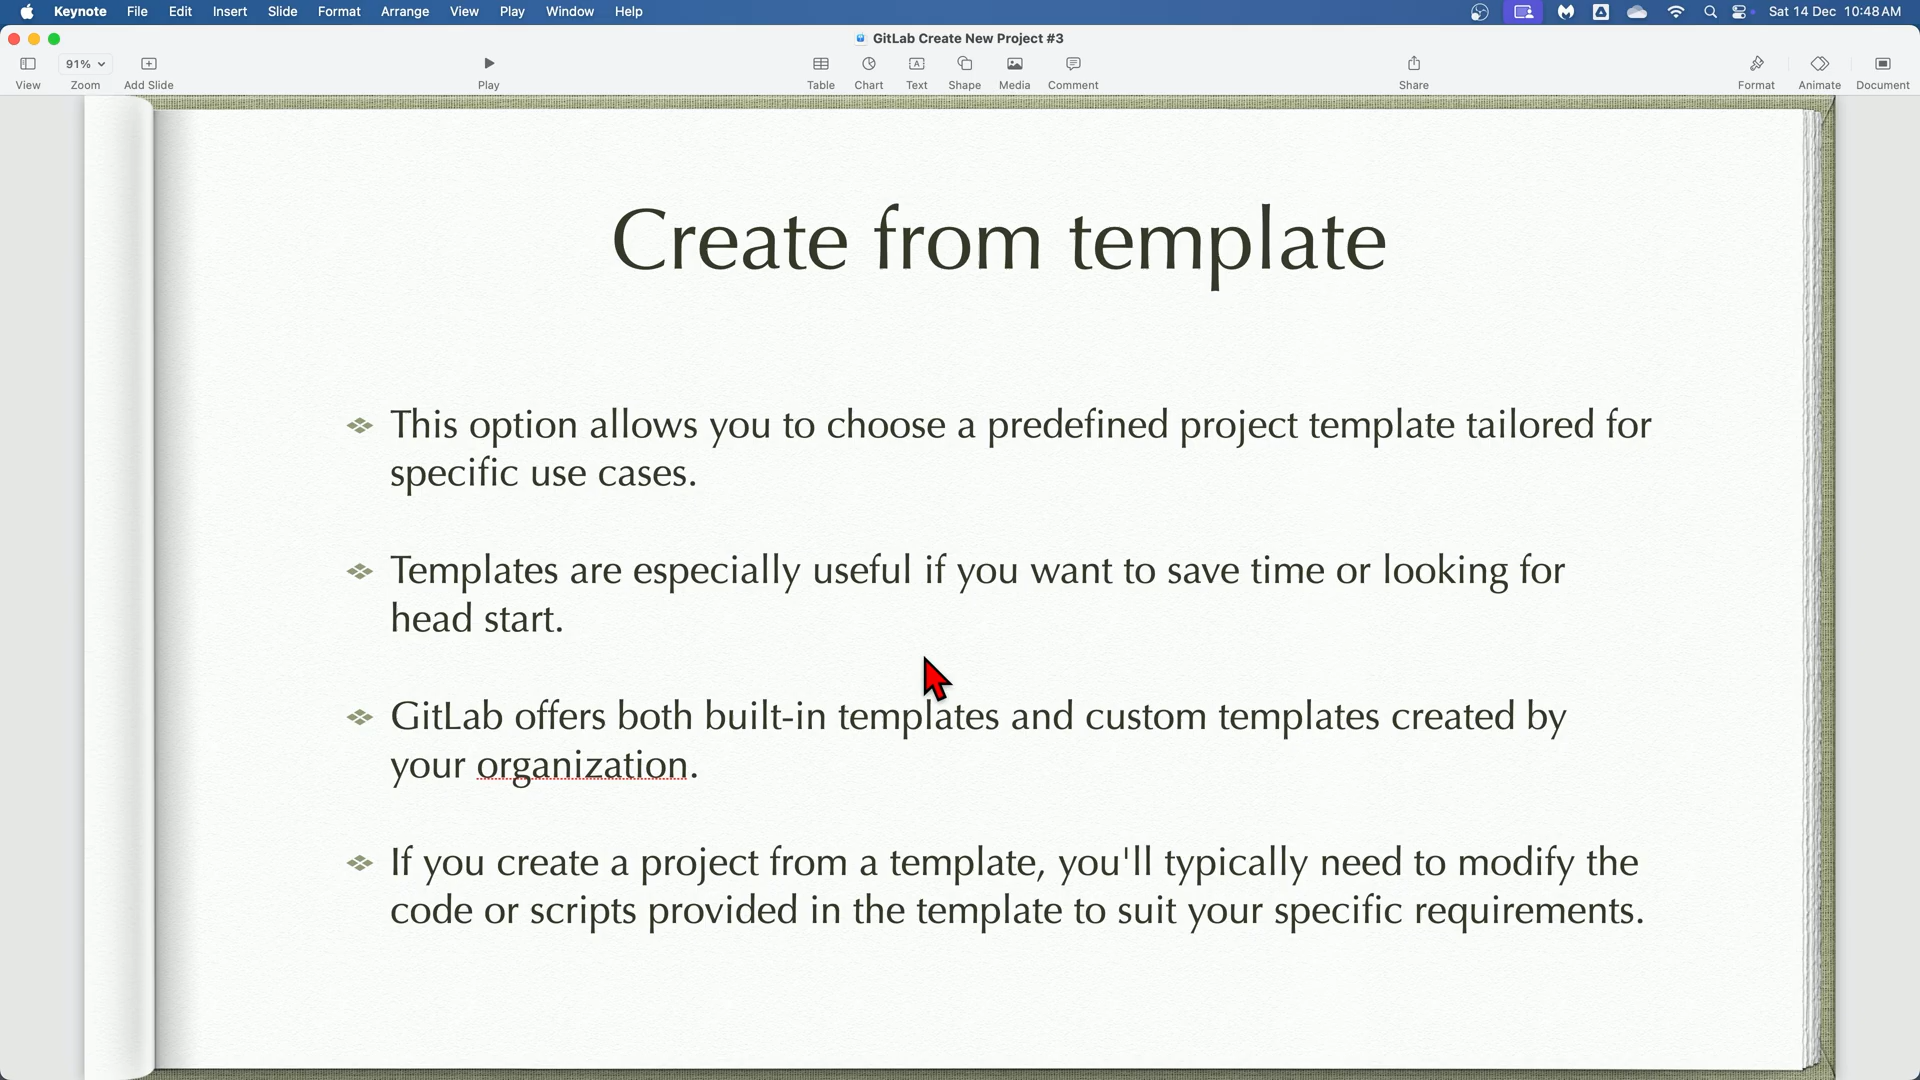 Keynote File Edit Insert Slide Format Arrange View Play Window Help Sat 14 Dec 10:48 AM
GitLab Create New Project #3
91%
View Zoom Add Slide Play Table Chart Text Shape Media Comment Share Format Animate Document
Create from template
This option allows you to choose a predefined project template tailored for
specific use cases.
Templates are especially useful if you want to save time or looking for
head start.
GitLab offers both built-in templates and custom templates created by
your organization.
If you create a project from a template, you'll typically need to modify the
code or scripts provided in the template to suit your specific requirements.